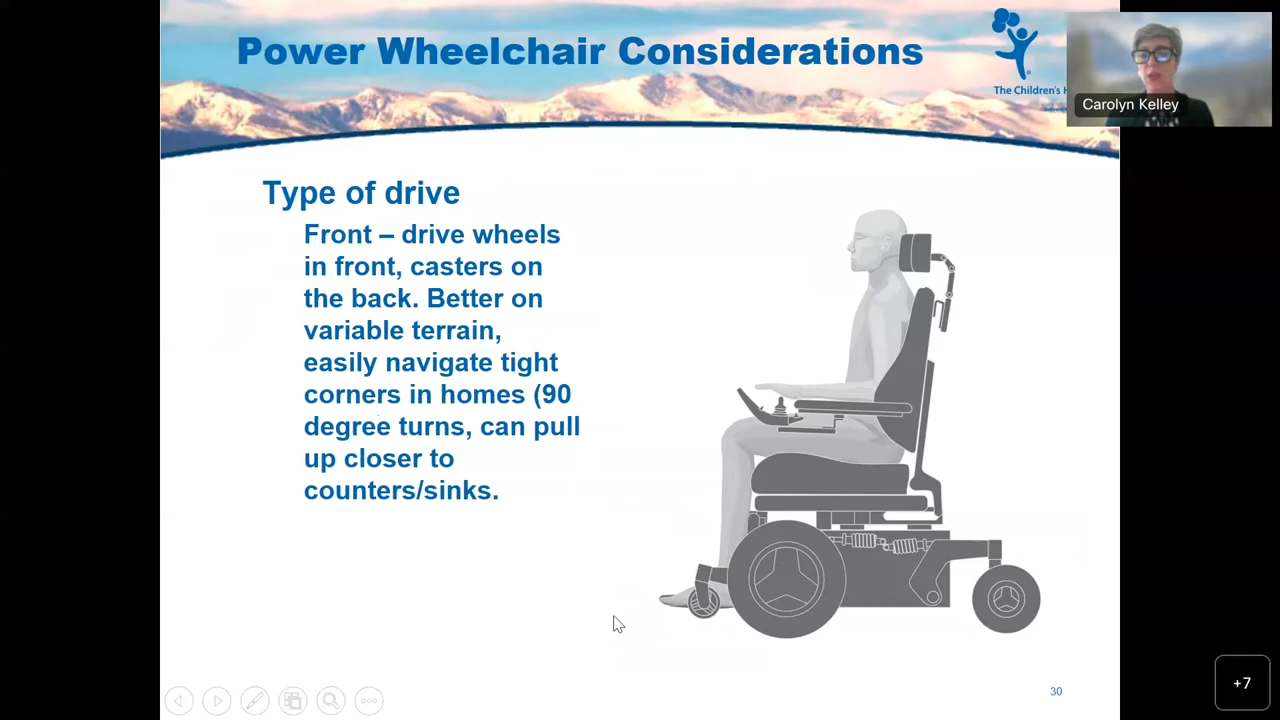 Power Wheelchair Considerations
The Children's H
Carolyn Kelley
Type of drive
Front – drive wheels
in front, casters on
the back. Better on
variable terrain,
easily navigate tight
corners in homes (90
degree turns, can pull
up closer to
counters/sinks.
30
+7